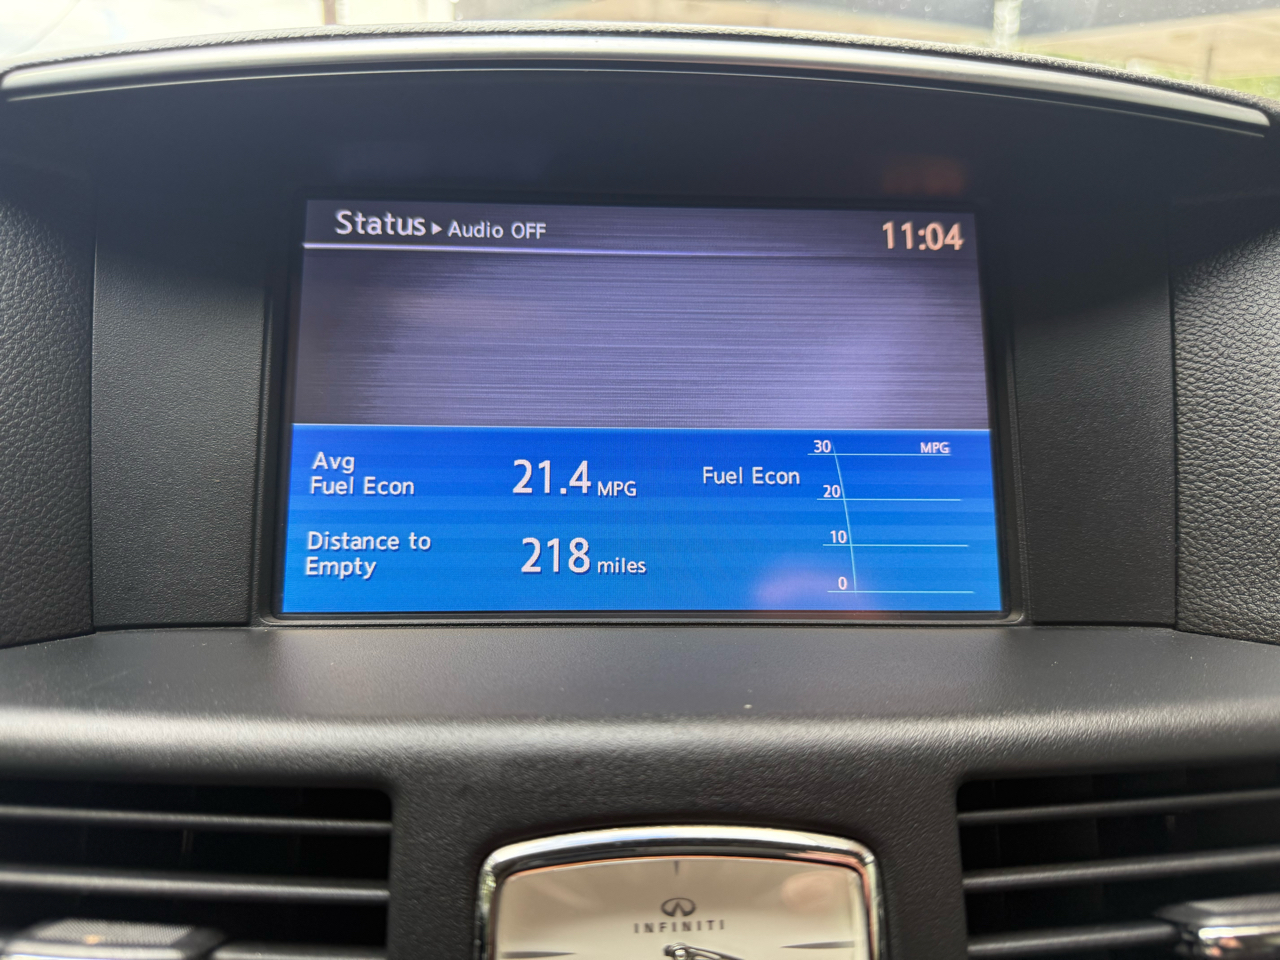 Status ▸ Audio OFF 11:04
Avg
Fuel Econ 21.4 MPG
Distance to
Empty 218 miles
Fuel Econ
30 MPG
20
10
0
INFINITI